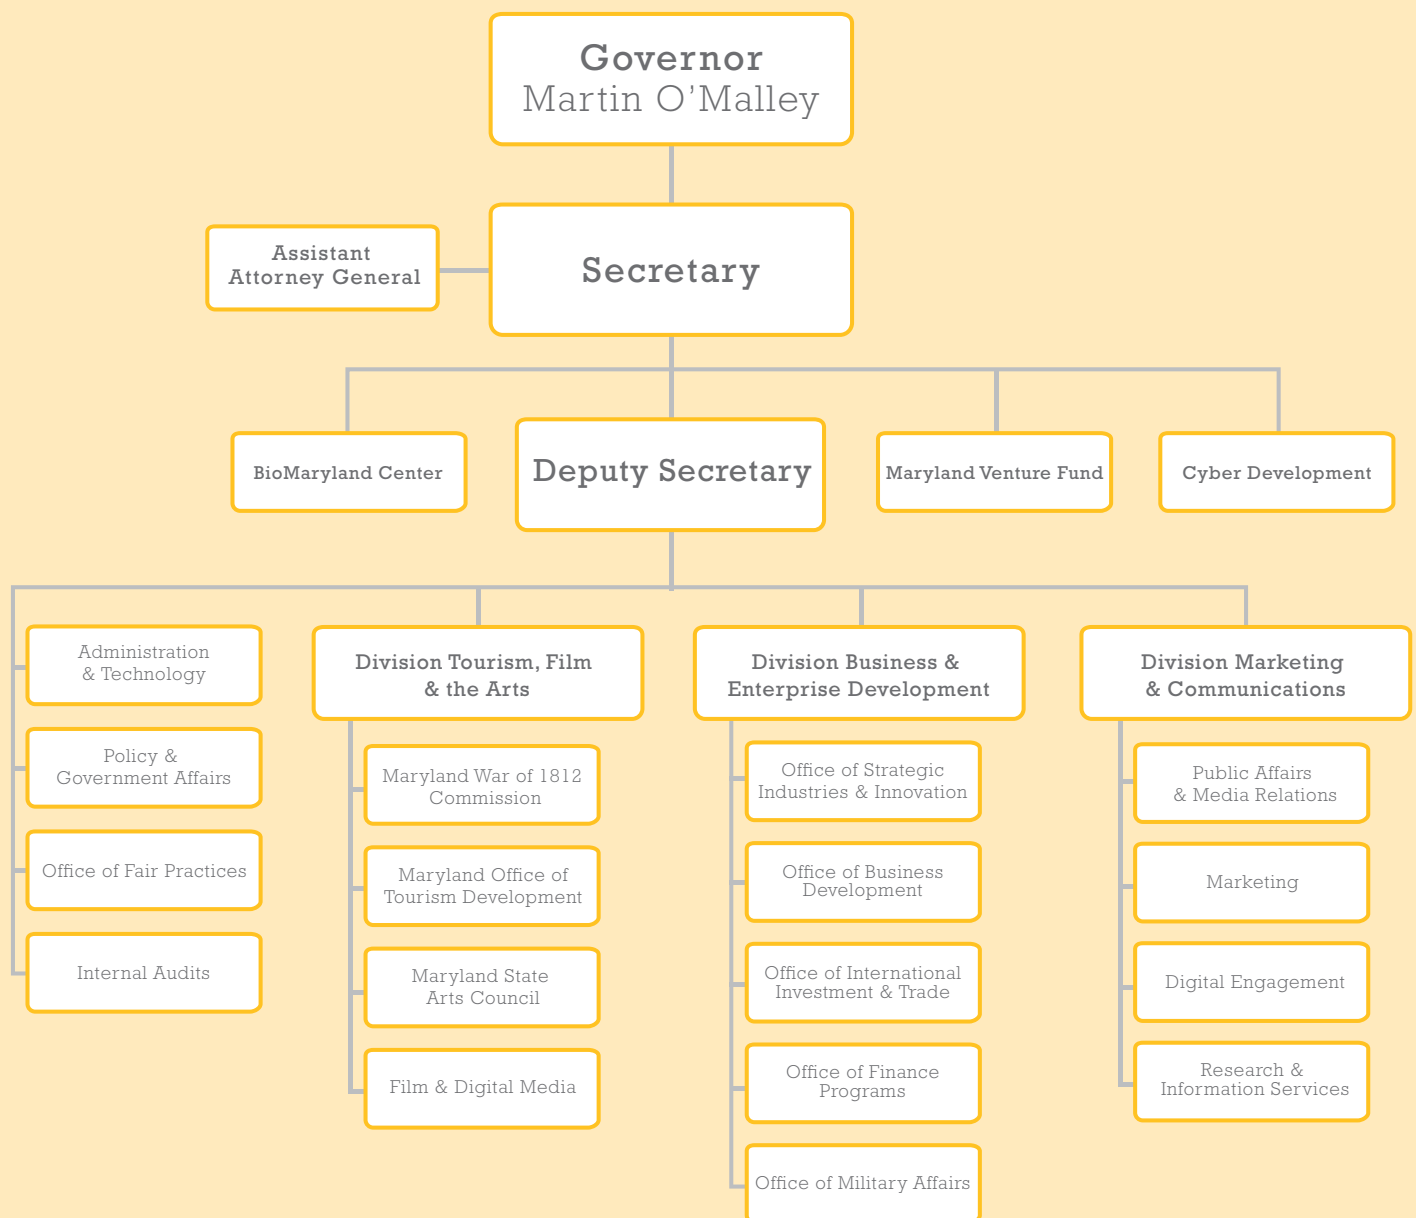 Governor
Martin O’Malley
Assistant
Attorney General
Secretary
BioMaryland Center
Deputy Secretary
Maryland Venture Fund
Cyber Development
Administration
& Technology
Policy &
Government Affairs
Office of Fair Practices
Internal Audits
Division Tourism, Film
& the Arts
Maryland War of 1812
Commission
Maryland Office of
Tourism Development
Maryland State
Arts Council
Film & Digital Media
Division Business &
Enterprise Development
Office of Strategic
Industries & Innovation
Office of Business
Development
Office of International
Investment & Trade
Office of Finance
Programs
Office of Military Affairs
Division Marketing
& Communications
Public Affairs
& Media Relations
Marketing
Digital Engagement
Research &
Information Services